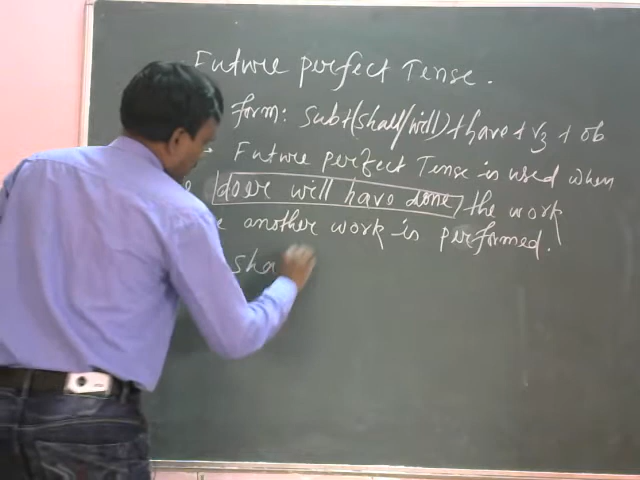 Future perfect Tense.
form: Sub+(shall/will)+have+V3+ob
Future perfect Tense is used when
doer will have done the work
another work is performed.
sha